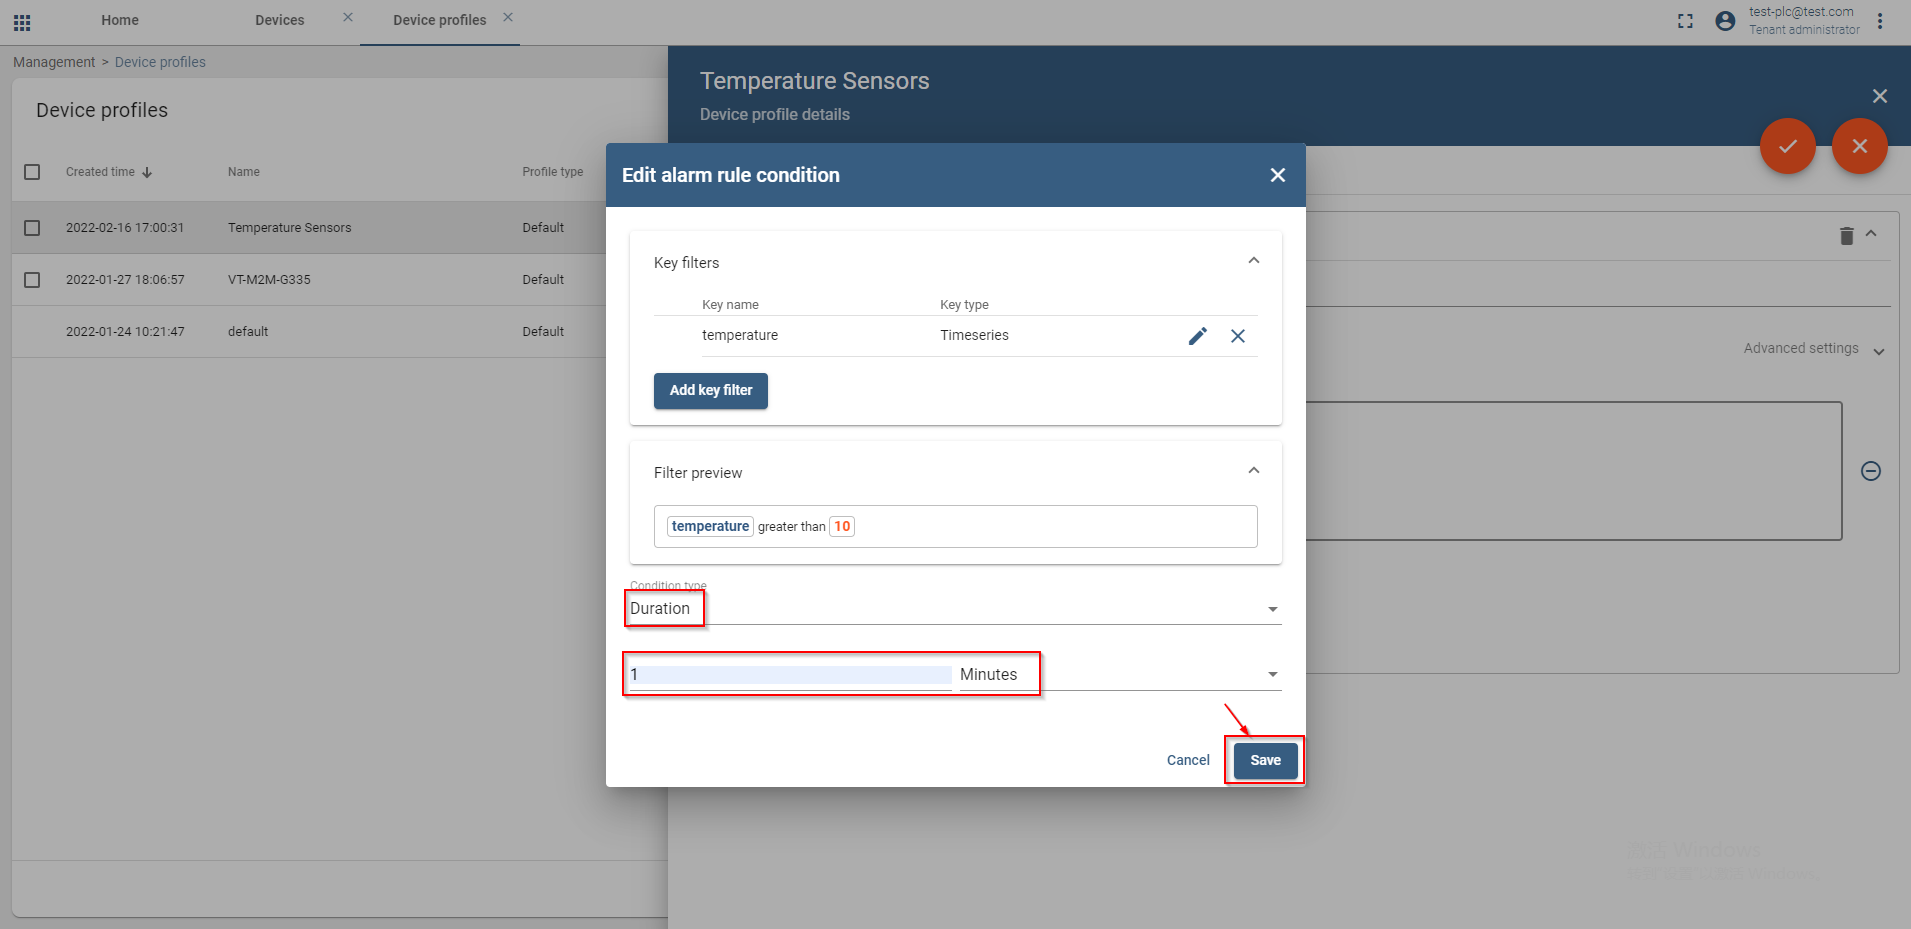 Home
Devices
Device profiles
test-plc@test.com
Tenant administrator
Management > Device profiles
Device profiles
Created time
Name
Profile type
2022-02-16 17:00:31
Temperature Sensors
Default
2022-01-27 18:06:57
VT-M2M-G335
Default
2022-01-24 10:21:47
default
Default
Temperature Sensors
Device profile details
Advanced settings
Edit alarm rule condition
Key filters
Key name
Key type
temperature
Timeseries
Add key filter
Filter preview
temperature greater than 10
Condition type
Duration
1
Minutes
Cancel
Save
激活 Windows